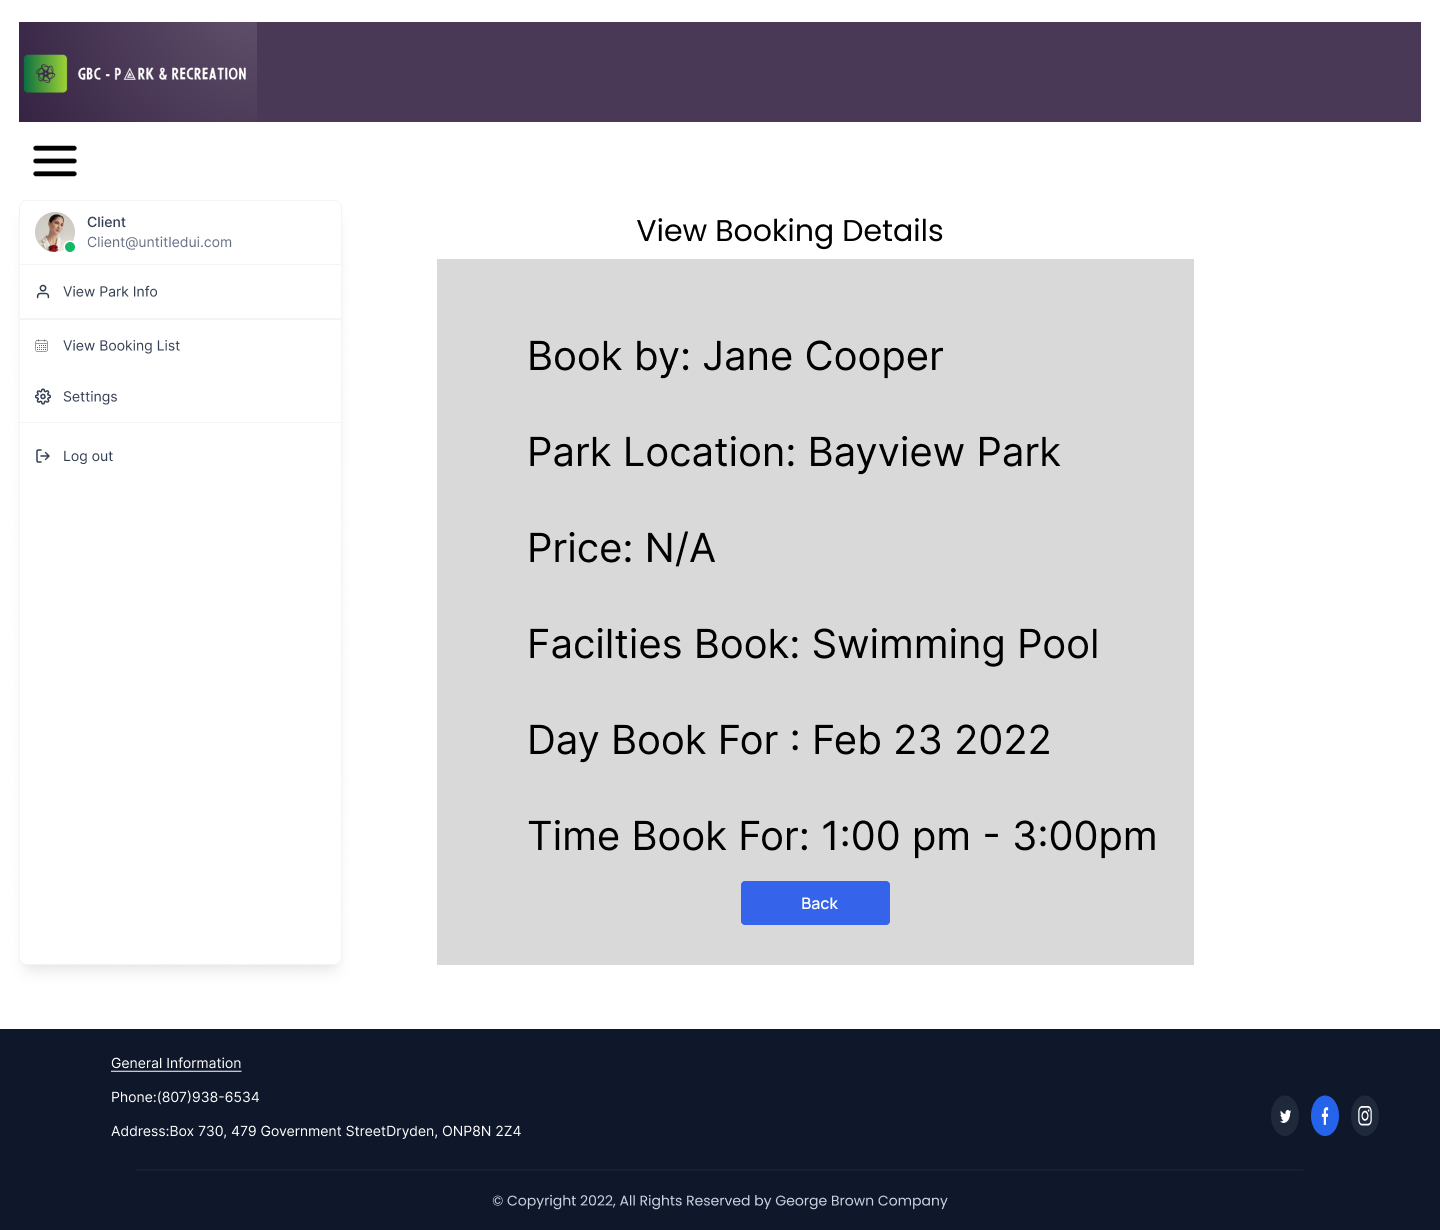 GBC - PARK & RECREATION
Client
Client@untitledui.com
View Park Info
View Booking List
Settings
Log out
View Booking Details
Book by: Jane Cooper
Park Location: Bayview Park
Price: N/A
Facilties Book: Swimming Pool
Day Book For : Feb 23 2022
Time Book For: 1:00 pm - 3:00pm
Back
General Information
Phone:(807)938-6534
Address:Box 730, 479 Government StreetDryden, ONP8N 2Z4
© Copyright 2022, All Rights Reserved by George Brown Company